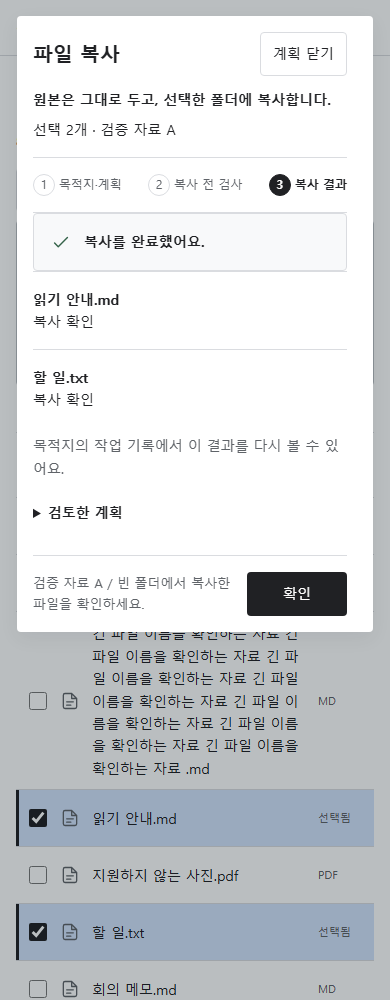 파일 복사
계획 닫기
원본은 그대로 두고, 선택한 폴더에 복사합니다.
선택 2개 · 검증 자료 A
1 목적지·계획
2 복사 전 검사
3 복사 결과
복사를 완료했어요.
읽기 안내.md
복사 확인
할 일.txt
복사 확인
목적지의 작업 기록에서 이 결과를 다시 볼 수 있
어요.
▶ 검토한 계획
검증 자료 A / 빈 폴더에서 복사한
파일을 확인하세요.
확인
긴 파일 이름을 확인하는 자료 긴
파일 이름을 확인하는 자료 긴 파
일 이름을 확인하는 자료 긴 파일
이름을 확인하는 자료 긴 파일 이
름을 확인하는 자료 긴 파일 이름
을 확인하는 자료 긴 파일 이름을
확인하는 자료 .md
MD
읽기 안내.md
선택됨
지원하지 않는 사진.pdf
PDF
할 일.txt
선택됨
회의 메모.md
MD